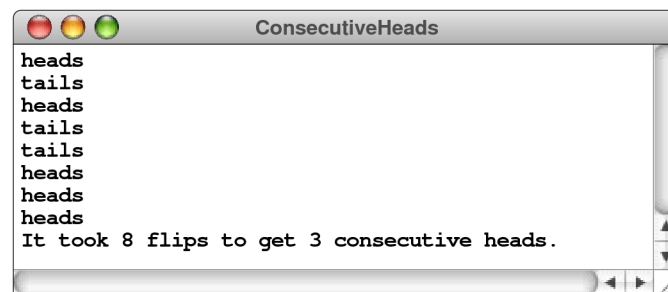 ConsecutiveHeads
heads
tails
heads
tails
tails
heads
heads
heads
It took 8 flips to get 3 consecutive heads.